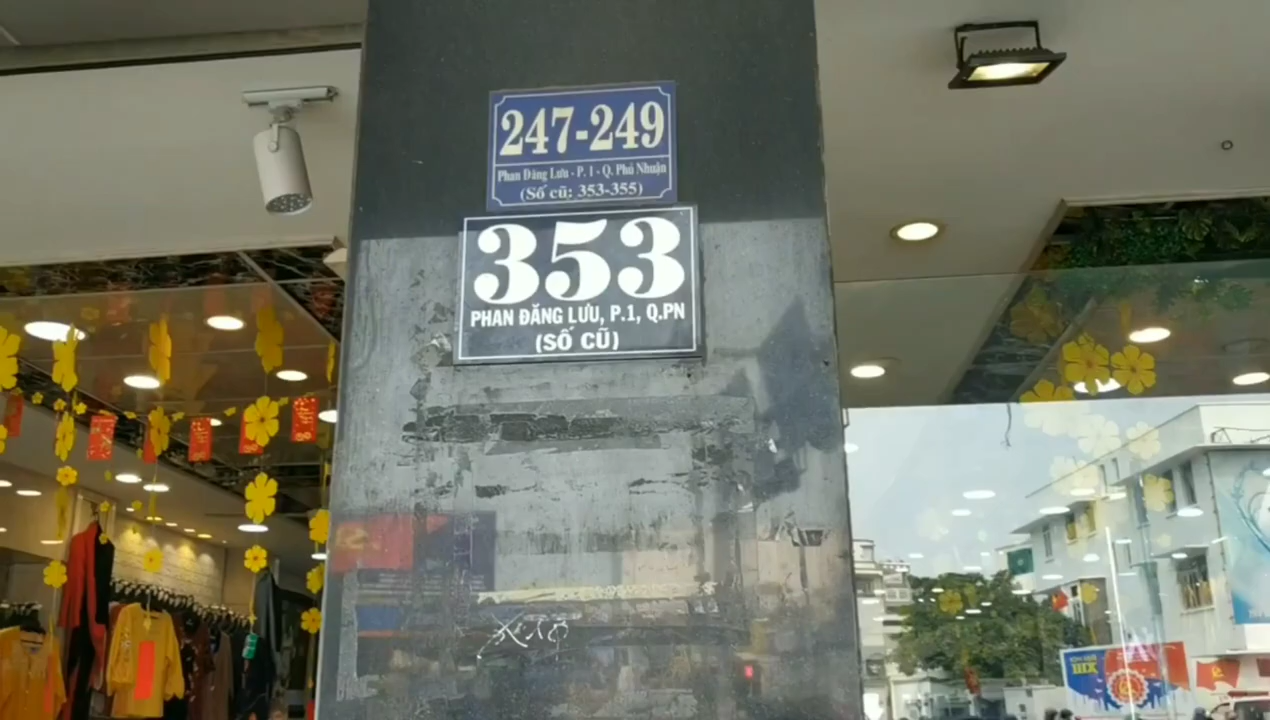 247-249
Phan Đăng Lưu - P. 1 - Q. Phú Nhuận
(Số cũ: 353-355)
353
PHAN ĐĂNG LƯU, P.1, Q.PN
(SỐ CŨ)
XIII